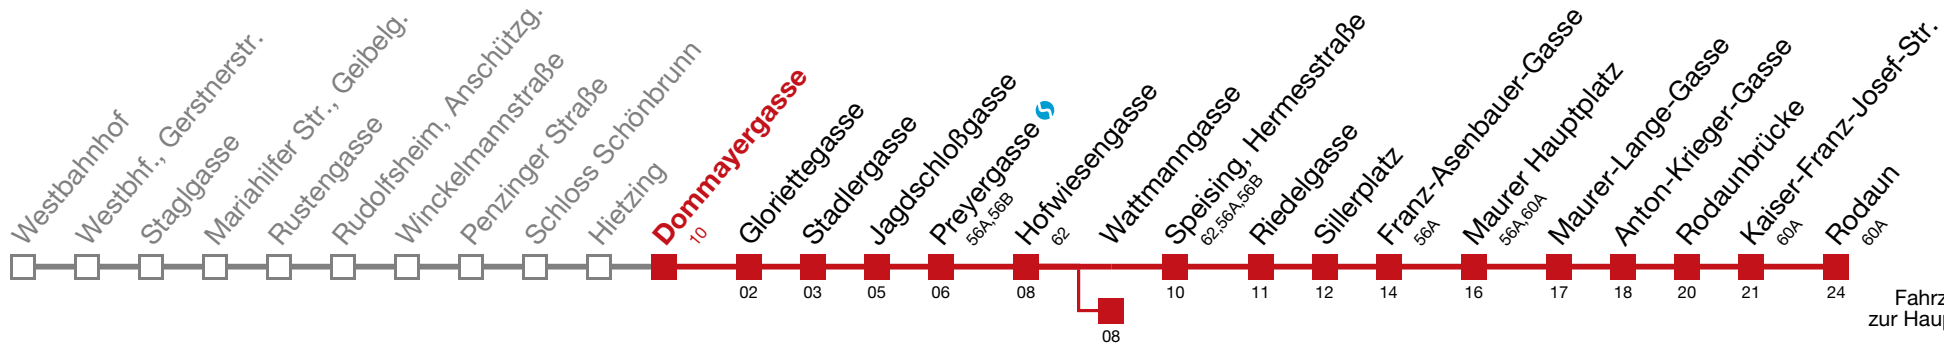 Westbahnhof
Westbhf., Gerstnerstr.
Staglgasse
Mariahilfer Str., Geibelg.
Rustengasse
Rudolfsheim, Anschützg.
Winckelmannstraße
Penzinger Straße
Schloss Schönbrunn
Hietzing
Dommayergasse
10
Gloriettegasse
02
Stadlergasse
03
Jagdschloßgasse
05
Preyergasse
56A,56B
06
Hofwiesengasse
62
08
Wattmanngasse
08
Speising, Hermesstraße
62,56A,56B
10
Riedelgasse
11
Sillerplatz
12
Franz-Asenbauer-Gasse
56A
14
Maurer Hauptplatz
56A,60A
16
Maurer-Lange-Gasse
17
Anton-Krieger-Gasse
18
Rodaunbrücke
20
Kaiser-Franz-Josef-Str.
60A
21
Rodaun
60A
24
Fahrz
zur Haup